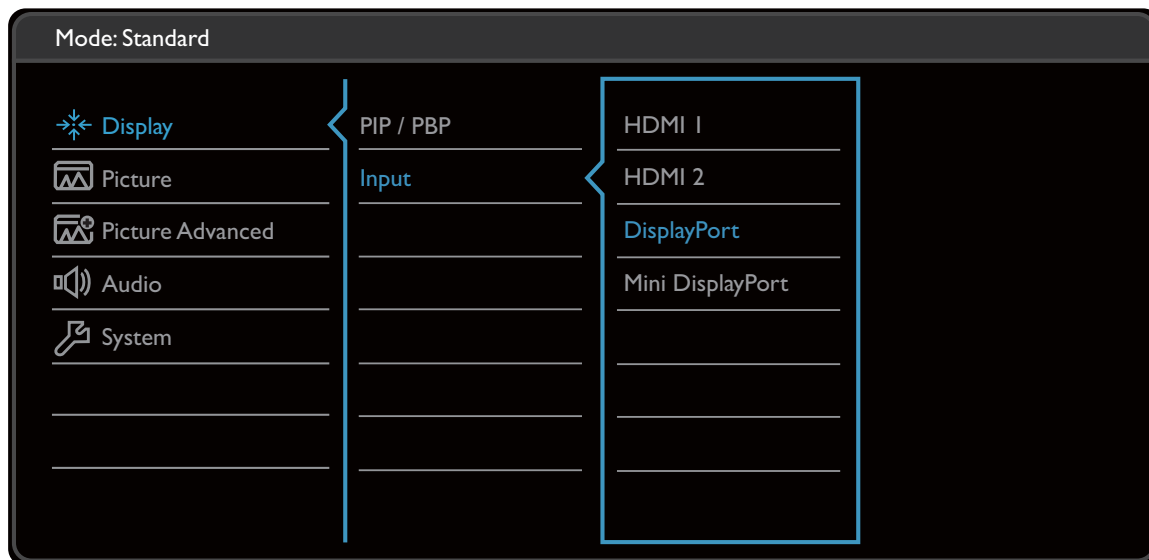 Mode: Standard
Display
Picture
Picture Advanced
Audio
System
PIP / PBP
Input
HDMI 1
HDMI 2
DisplayPort
Mini DisplayPort